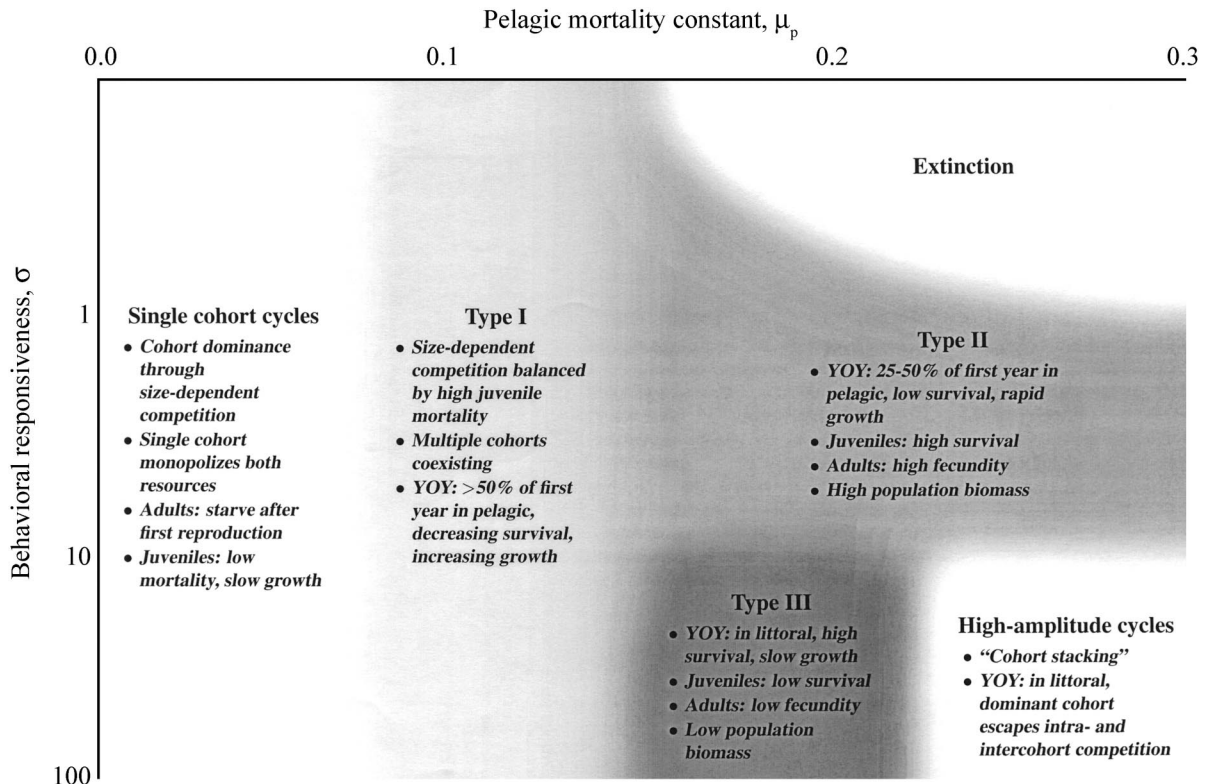 Pelagic mortality constant, μp
0.0
0.1
0.2
0.3
Behavioral responsiveness, σ
1
10
100
Extinction
Single cohort cycles
• Cohort dominance
through
size-dependent
competition
• Single cohort
monopolizes both
resources
• Adults: starve after
first reproduction
• Juveniles: low
mortality, slow growth
Type I
• Size-dependent
competition balanced
by high juvenile
mortality
• Multiple cohorts
coexisting
• YOY: >50% of first
year in pelagic,
decreasing survival,
increasing growth
Type II
• YOY: 25-50% of first year in
pelagic, low survival, rapid
growth
• Juveniles: high survival
• Adults: high fecundity
• High population biomass
Type III
• YOY: in littoral, high
survival, slow growth
• Juveniles: low survival
• Adults: low fecundity
• Low population
biomass
High-amplitude cycles
• “Cohort stacking”
• YOY: in littoral,
dominant cohort
escapes intra- and
intercohort competition